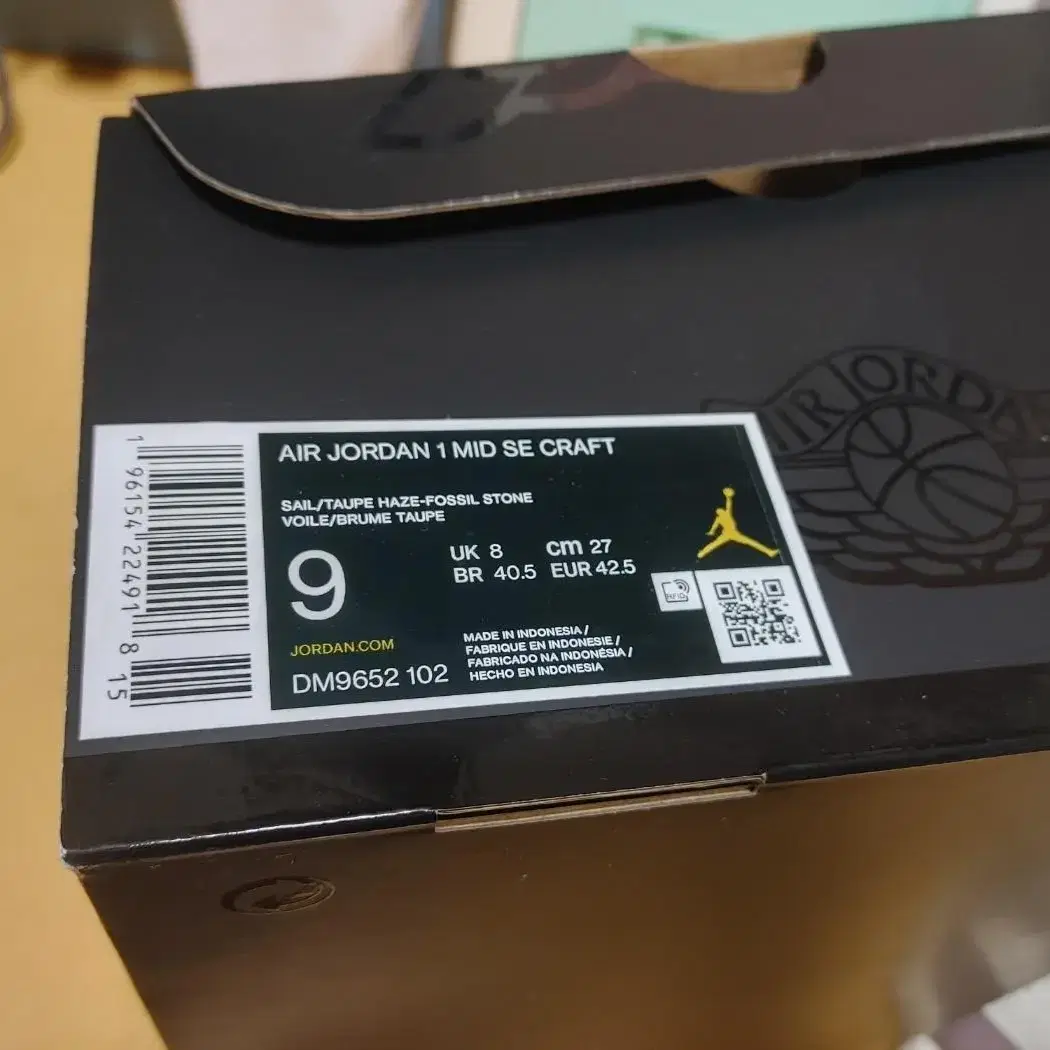 AIR JORDAN
1 96154 22491 8 15
AIR JORDAN 1 MID SE CRAFT
SAIL/TAUPE HAZE-FOSSIL STONE
VOILE/BRUME TAUPE
9
UK 8 cm 27
BR 40.5 EUR 42.5
RFID
JORDAN.COM
DM9652 102
MADE IN INDONESIA /
FABRIQUE EN INDONESIE /
FABRICADO NA INDONÉSIA /
HECHO EN INDONESIA